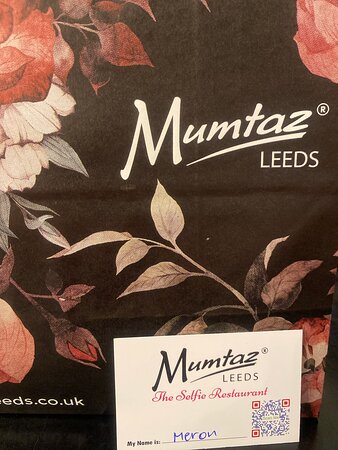 Mumtaz®
LEEDS
Mumtaz®
LEEDS
The Selfie Restaurant
eeds.co.uk
My Name is: Meron